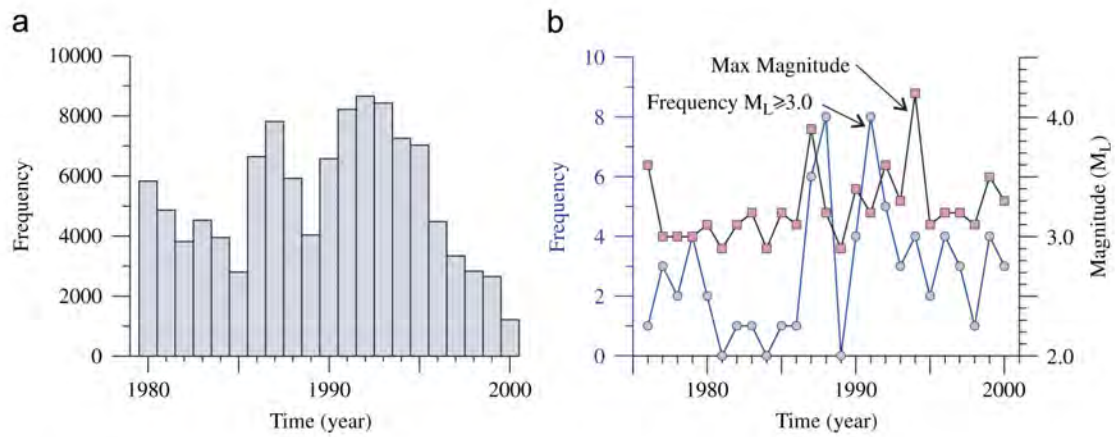 a
10000
8000
6000
4000
2000
0
Frequency
1980
1990
2000
Time (year)
b
10
8
6
4
2
0
Frequency
Max Magnitude
Frequency M_L≥3.0
4.0
3.0
2.0
Magnitude (M_L)
1980
1990
2000
Time (year)